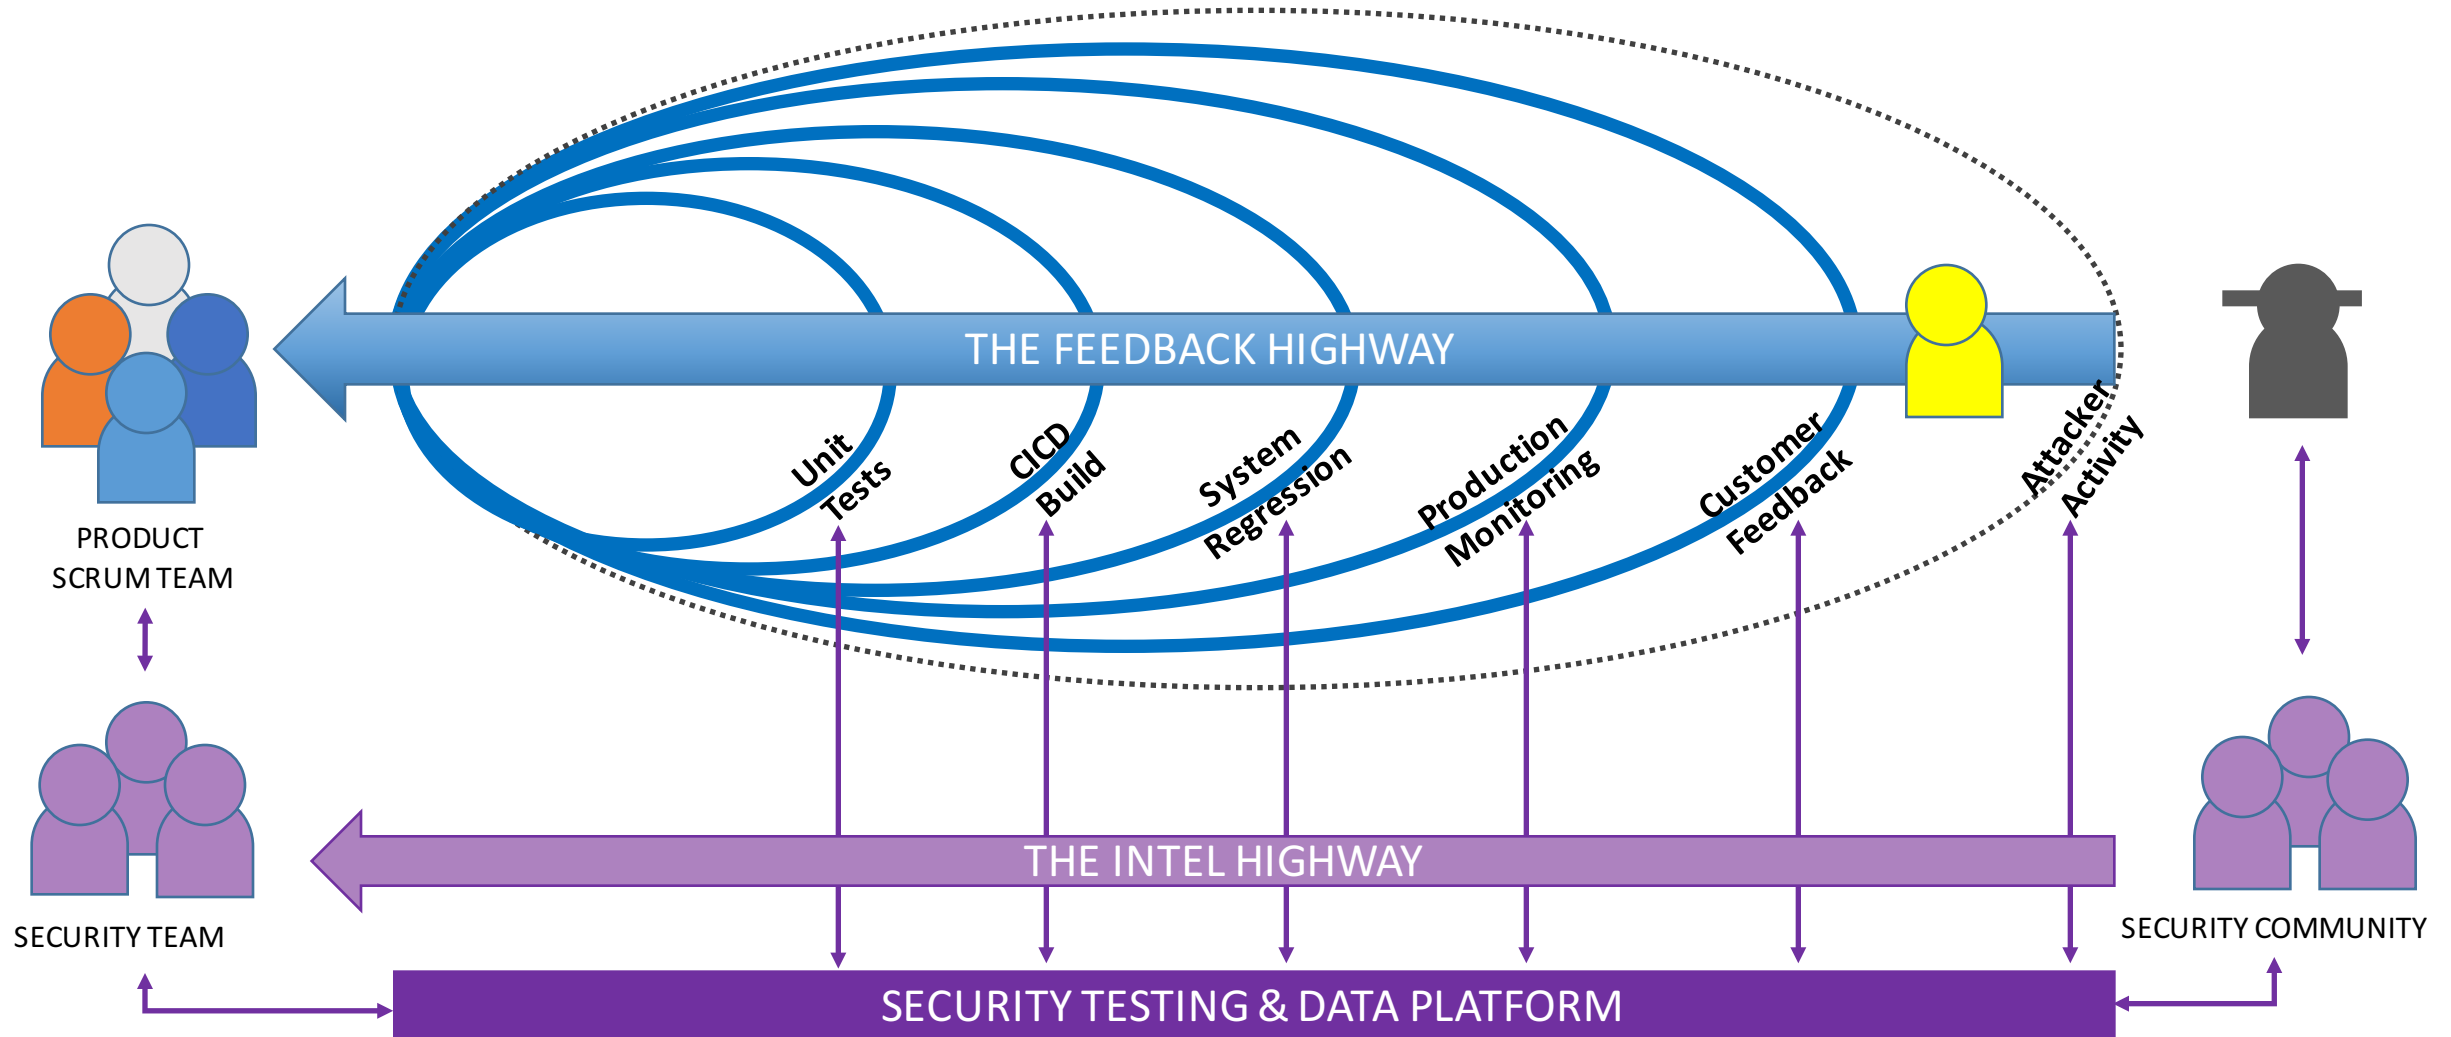 THE FEEDBACK HIGHWAY
Unit
Tests
CICD
Build
System
Regression
Production
Monitoring
Customer
Feedback
Attacker
Activity
PRODUCT
SCRUM TEAM
THE INTEL HIGHWAY
SECURITY TEAM
SECURITY COMMUNITY
SECURITY TESTING & DATA PLATFORM